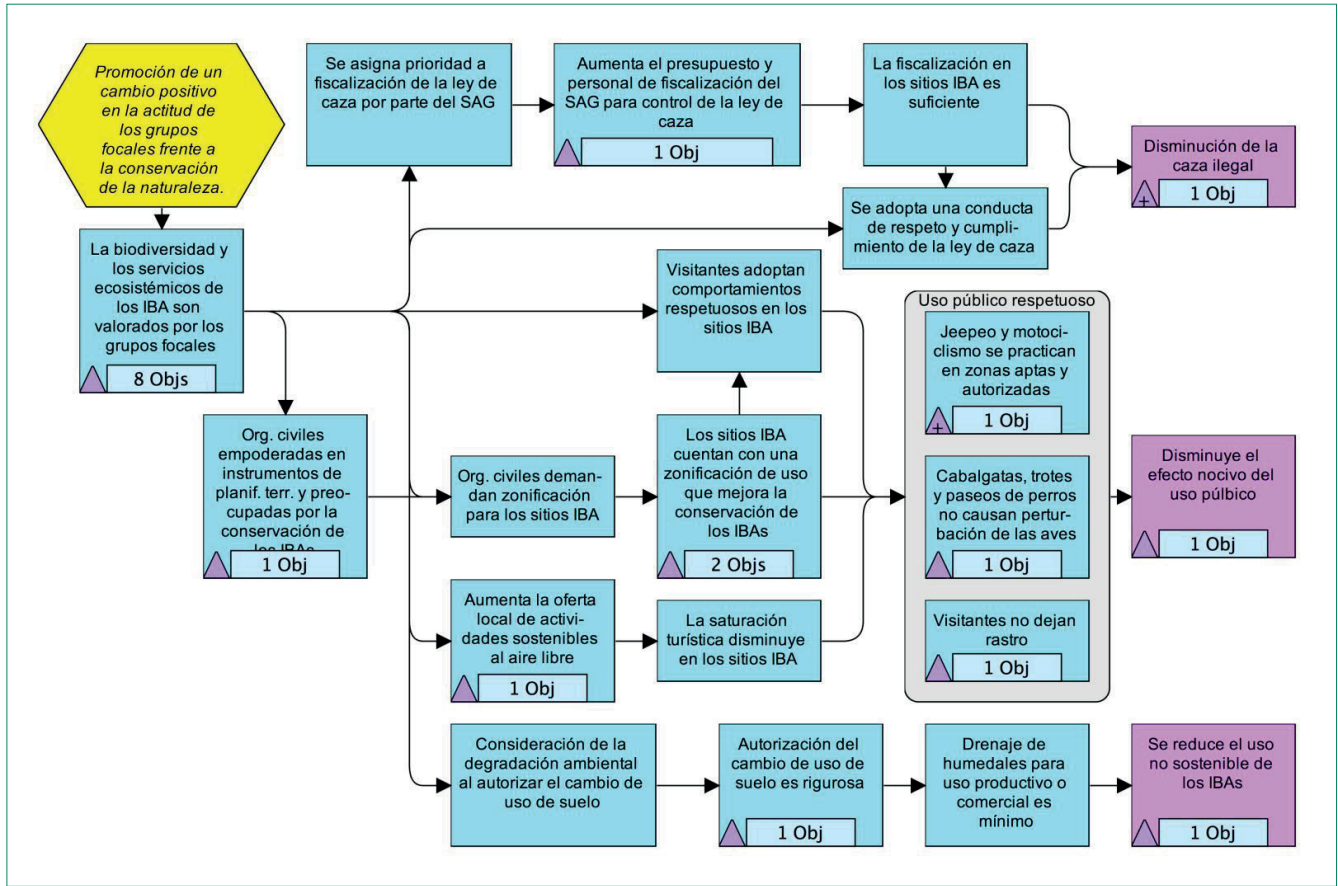 Promoción de un
cambio positivo
en la actitud de
los grupos
focales frente a
la conservación
de la naturaleza.
Se asigna prioridad a
fiscalización de la ley de
caza por parte del SAG
Aumenta el presupuesto y
personal de fiscalización del
SAG para control de la ley de
caza
1 Obj
La fiscalización en
los sitios IBA es
suficiente
Disminución de la
caza ilegal
+
1 Obj
Se adopta una conducta
de respeto y cumpli-
miento de la ley de caza
La biodiversidad y
los servicios
ecosistémicos de
los IBA son
valorados por los
grupos focales
8 Objs
Visitantes adoptan
comportamientos
respetuosos en los
sitios IBA
Uso público respetuoso
Jeepeo y motoci-
clismo se practican
en zonas aptas y
autorizadas
+
1 Obj
Org. civiles
empoderadas en
instrumentos de
planif. terr. y preo-
cupadas por la
conservación de
los IBAs
1 Obj
Org. civiles deman-
dan zonificación
para los sitios IBA
Los sitios IBA
cuentan con una
zonificación de uso
que mejora la
conservación de
los IBAs
2 Objs
Cabalgatas, trotes
y paseos de perros
no causan pertur-
bación de las aves
1 Obj
Disminuye el
efecto nocivo del
uso púlbico
1 Obj
Aumenta la oferta
local de activi-
dades sostenibles
al aire libre
1 Obj
La saturación
turística disminuye
en los sitios IBA
Visitantes no dejan
rastro
1 Obj
Consideración de la
degradación ambiental
al autorizar el cambio de
uso de suelo
Autorización del
cambio de uso de
suelo es rigurosa
1 Obj
Drenaje de
humedales para
uso productivo o
comercial es
mínimo
Se reduce el uso
no sostenible de
los IBAs
1 Obj